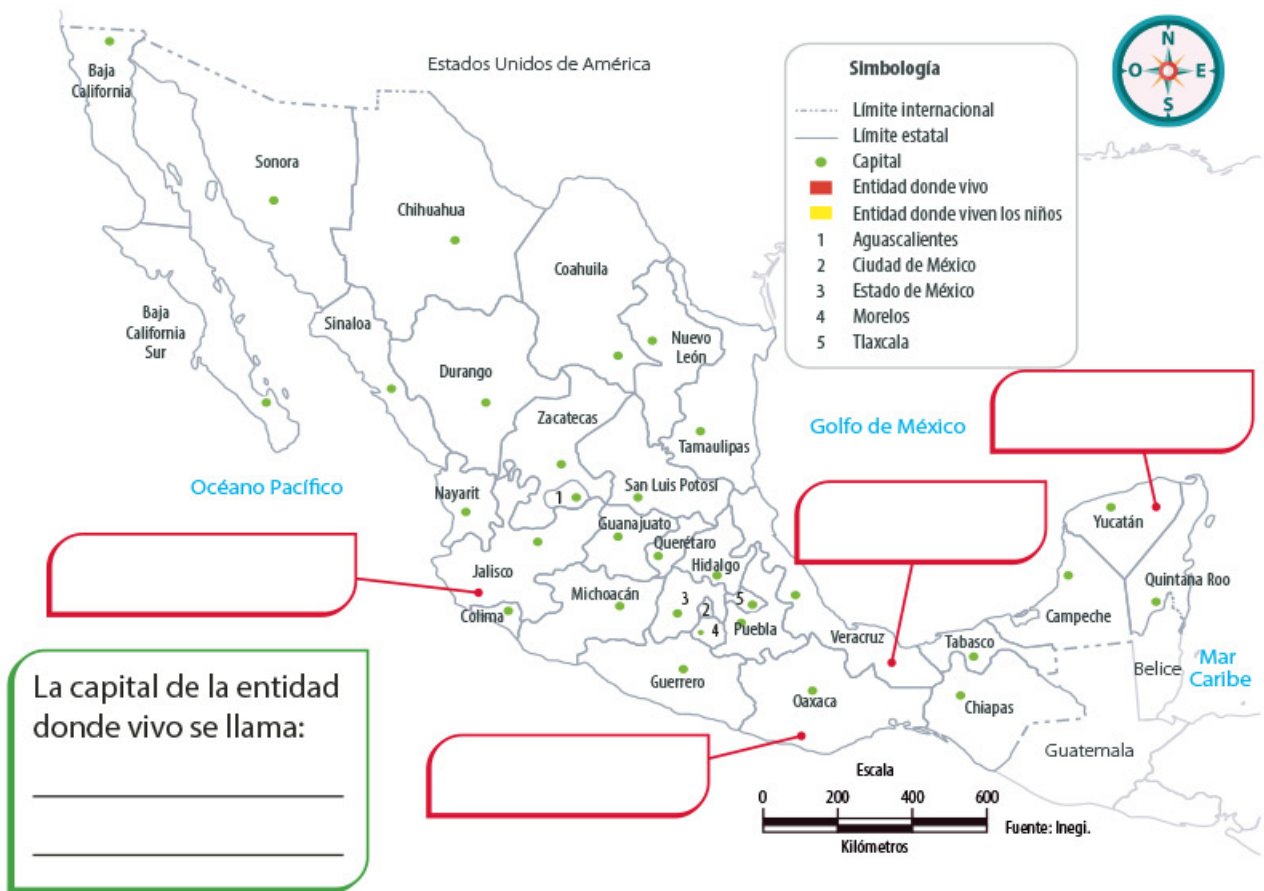 Estados Unidos de América
N
O
E
S
Simbología
Límite internacional
Límite estatal
Capital
Entidad donde vivo
Entidad donde viven los niños
1 Aguascalientes
2 Ciudad de México
3 Estado de México
4 Morelos
5 Tlaxcala
Baja
California
Sonora
Chihuahua
Coahuila
Baja
California
Sur
Sinaloa
Nuevo
León
Durango
Zacatecas
Tamaulipas
Golfo de México
Océano Pacífico
Nayarit
1
San Luis Potosí
Guanajuato
Querétaro
Hidalgo
Yucatán
Jalisco
Michoacán
3
2
5
4
Colima
Puebla
Veracruz
Tabasco
Campeche
Quintana Roo
Belice
Mar
Caribe
Guerrero
Oaxaca
Chiapas
Guatemala
La capital de la entidad
donde vivo se llama:
Escala
0 200 400 600
Kilómetros
Fuente: Inegi.